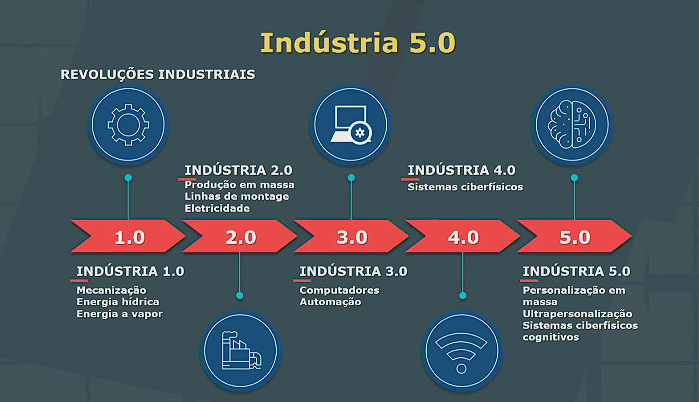 Indústria 5.0
REVOLUÇÕES INDUSTRIAIS
INDÚSTRIA 2.0
Produção em massa
Linhas de montage
Eletricidade
INDÚSTRIA 4.0
Sistemas ciberfísicos
1.0
2.0
3.0
4.0
5.0
INDÚSTRIA 1.0
Mecanização
Energia hídrica
Energia a vapor
INDÚSTRIA 3.0
Computadores
Automação
INDÚSTRIA 5.0
Personalização em
massa
Ultrapersonalização
Sistemas ciberfísicos
cognitivos